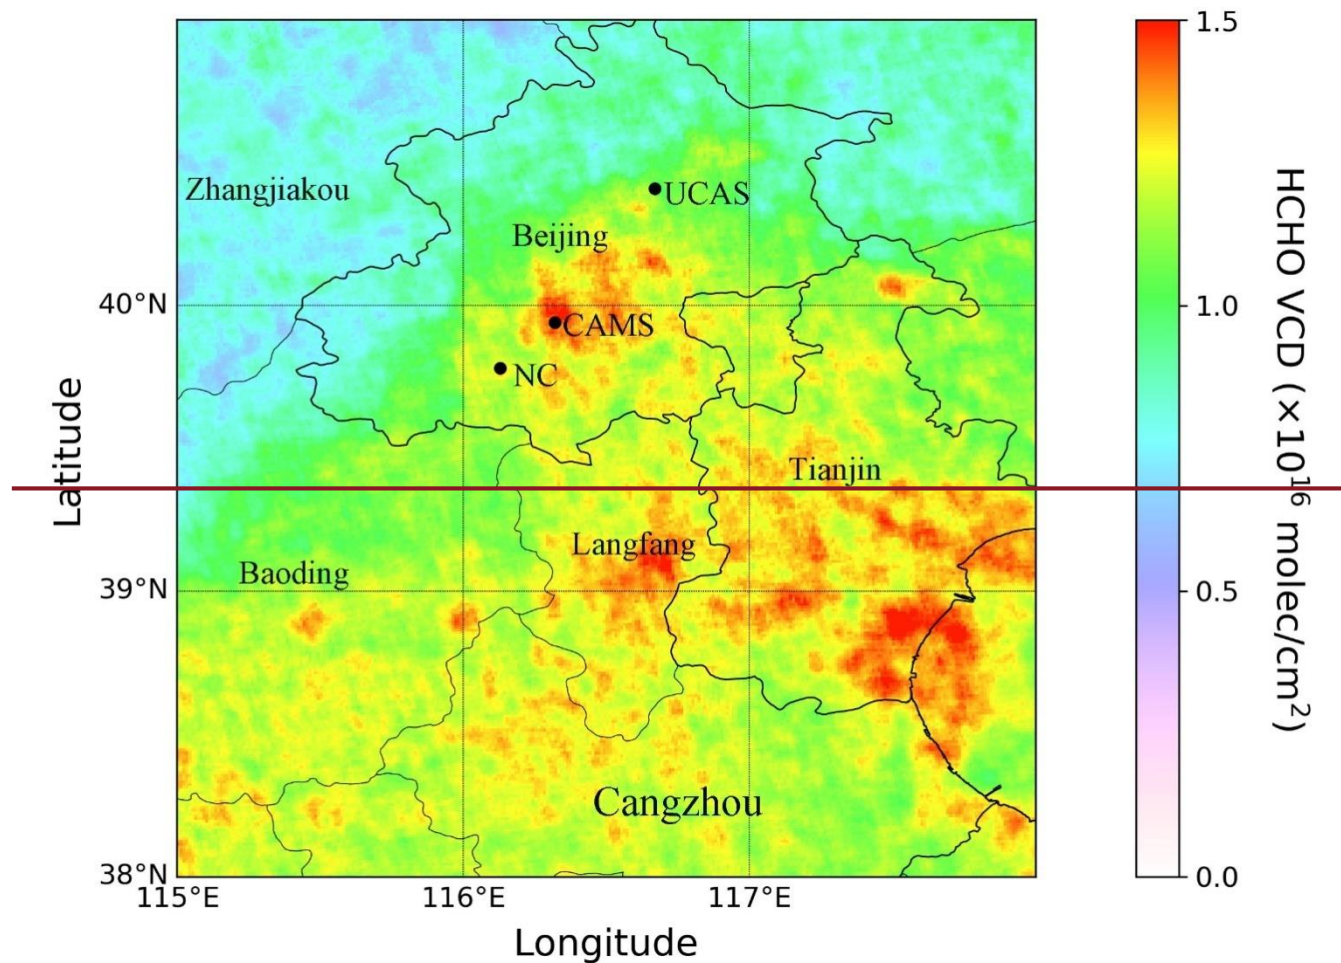 1.5
Zhangjiakou
UCAS
Beijing
40°N
CAMS
1.0
NC
Tianjin
Latitude
HCHO VCD (×10¹⁶ molec/cm²)
Langfang
Baoding
39°N
0.5
Cangzhou
38°N
0.0
115°E
116°E
117°E
Longitude